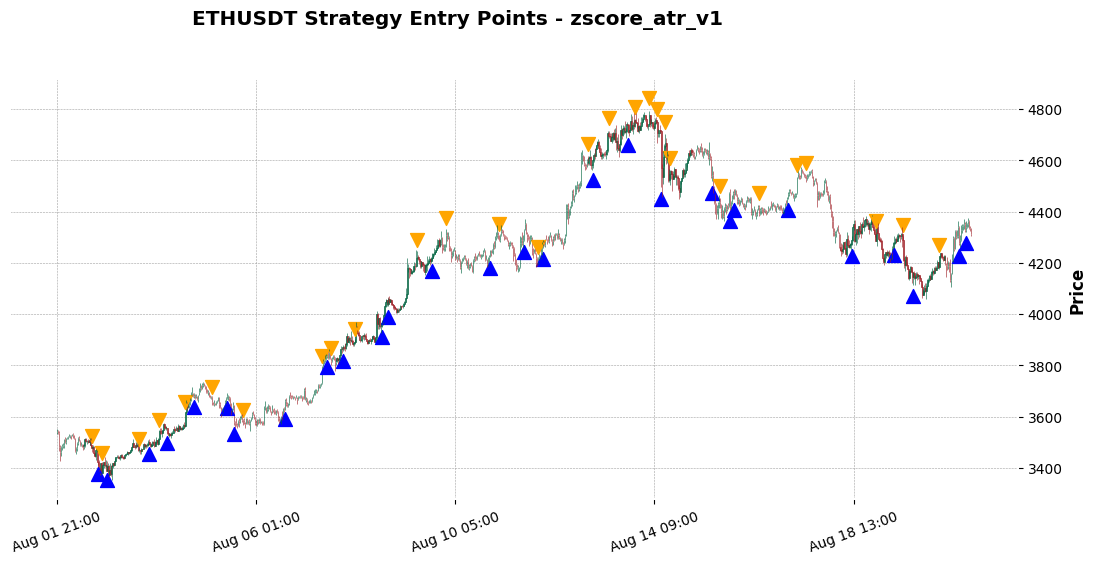 ETHUSDT Strategy Entry Points - zscore_atr_v1
4800
4600
4400
4200
4000
3800
3600
3400
Price
Aug 01 21:00
Aug 06 01:00
Aug 10 05:00
Aug 14 09:00
Aug 18 13:00